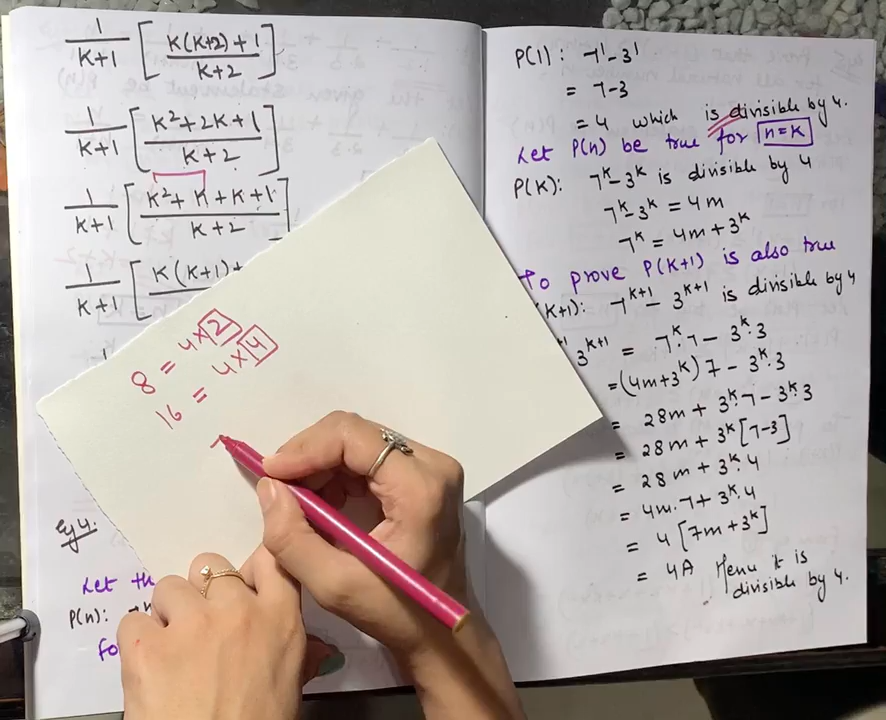 1/K+1 [K(K+2)+1/K+2]
1/K+1 [K²+2K+1/K+2]
1/K+1 [K²+K+K+1/K+2]
1/K+1 [K(K+1)+
8 = 4×2
16 = 4×4
Eg 4.
Let th
P(n):
fo
P(1): 7¹-3¹
= 7-3
= 4 which is divisible by 4.
Let P(n) be true for n=K
P(K): 7ᴷ-3ᴷ is divisible by 4
7ᴷ-3ᴷ = 4m
7ᴷ = 4m+3ᴷ
To prove P(K+1) is also true
(K+1): 7ᴷ⁺¹- 3ᴷ⁺¹ is divisible by 4
3ᴷ⁺¹ = 7ᴷ.7 - 3ᴷ.3
=(4m+3ᴷ)7 - 3ᴷ.3
= 28m + 3ᴷ.7 - 3ᴷ.3
= 28m + 3ᴷ[7-3]
= 28m + 3ᴷ.4
= 4m.7 + 3ᴷ.4
= 4[7m+3ᴷ]
= 4A Henu it is
divisible by 4.